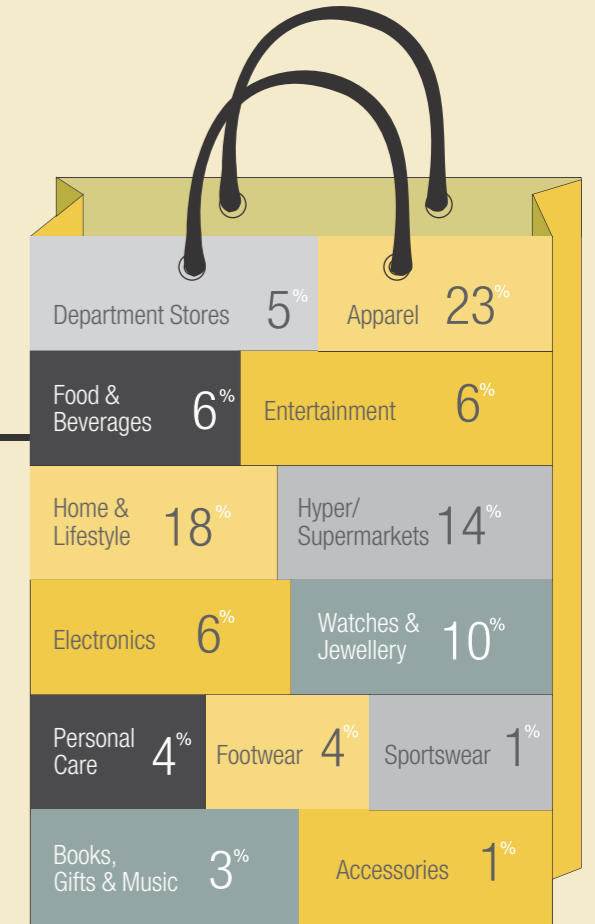 Department Stores 5%
Apparel 23%
Food &
Beverages 6%
Entertainment 6%
Home &
Lifestyle 18%
Hyper/
Supermarkets 14%
Electronics 6%
Watches &
Jewellery 10%
Personal
Care 4%
Footwear 4%
Sportswear 1%
Books,
Gifts & Music 3%
Accessories 1%